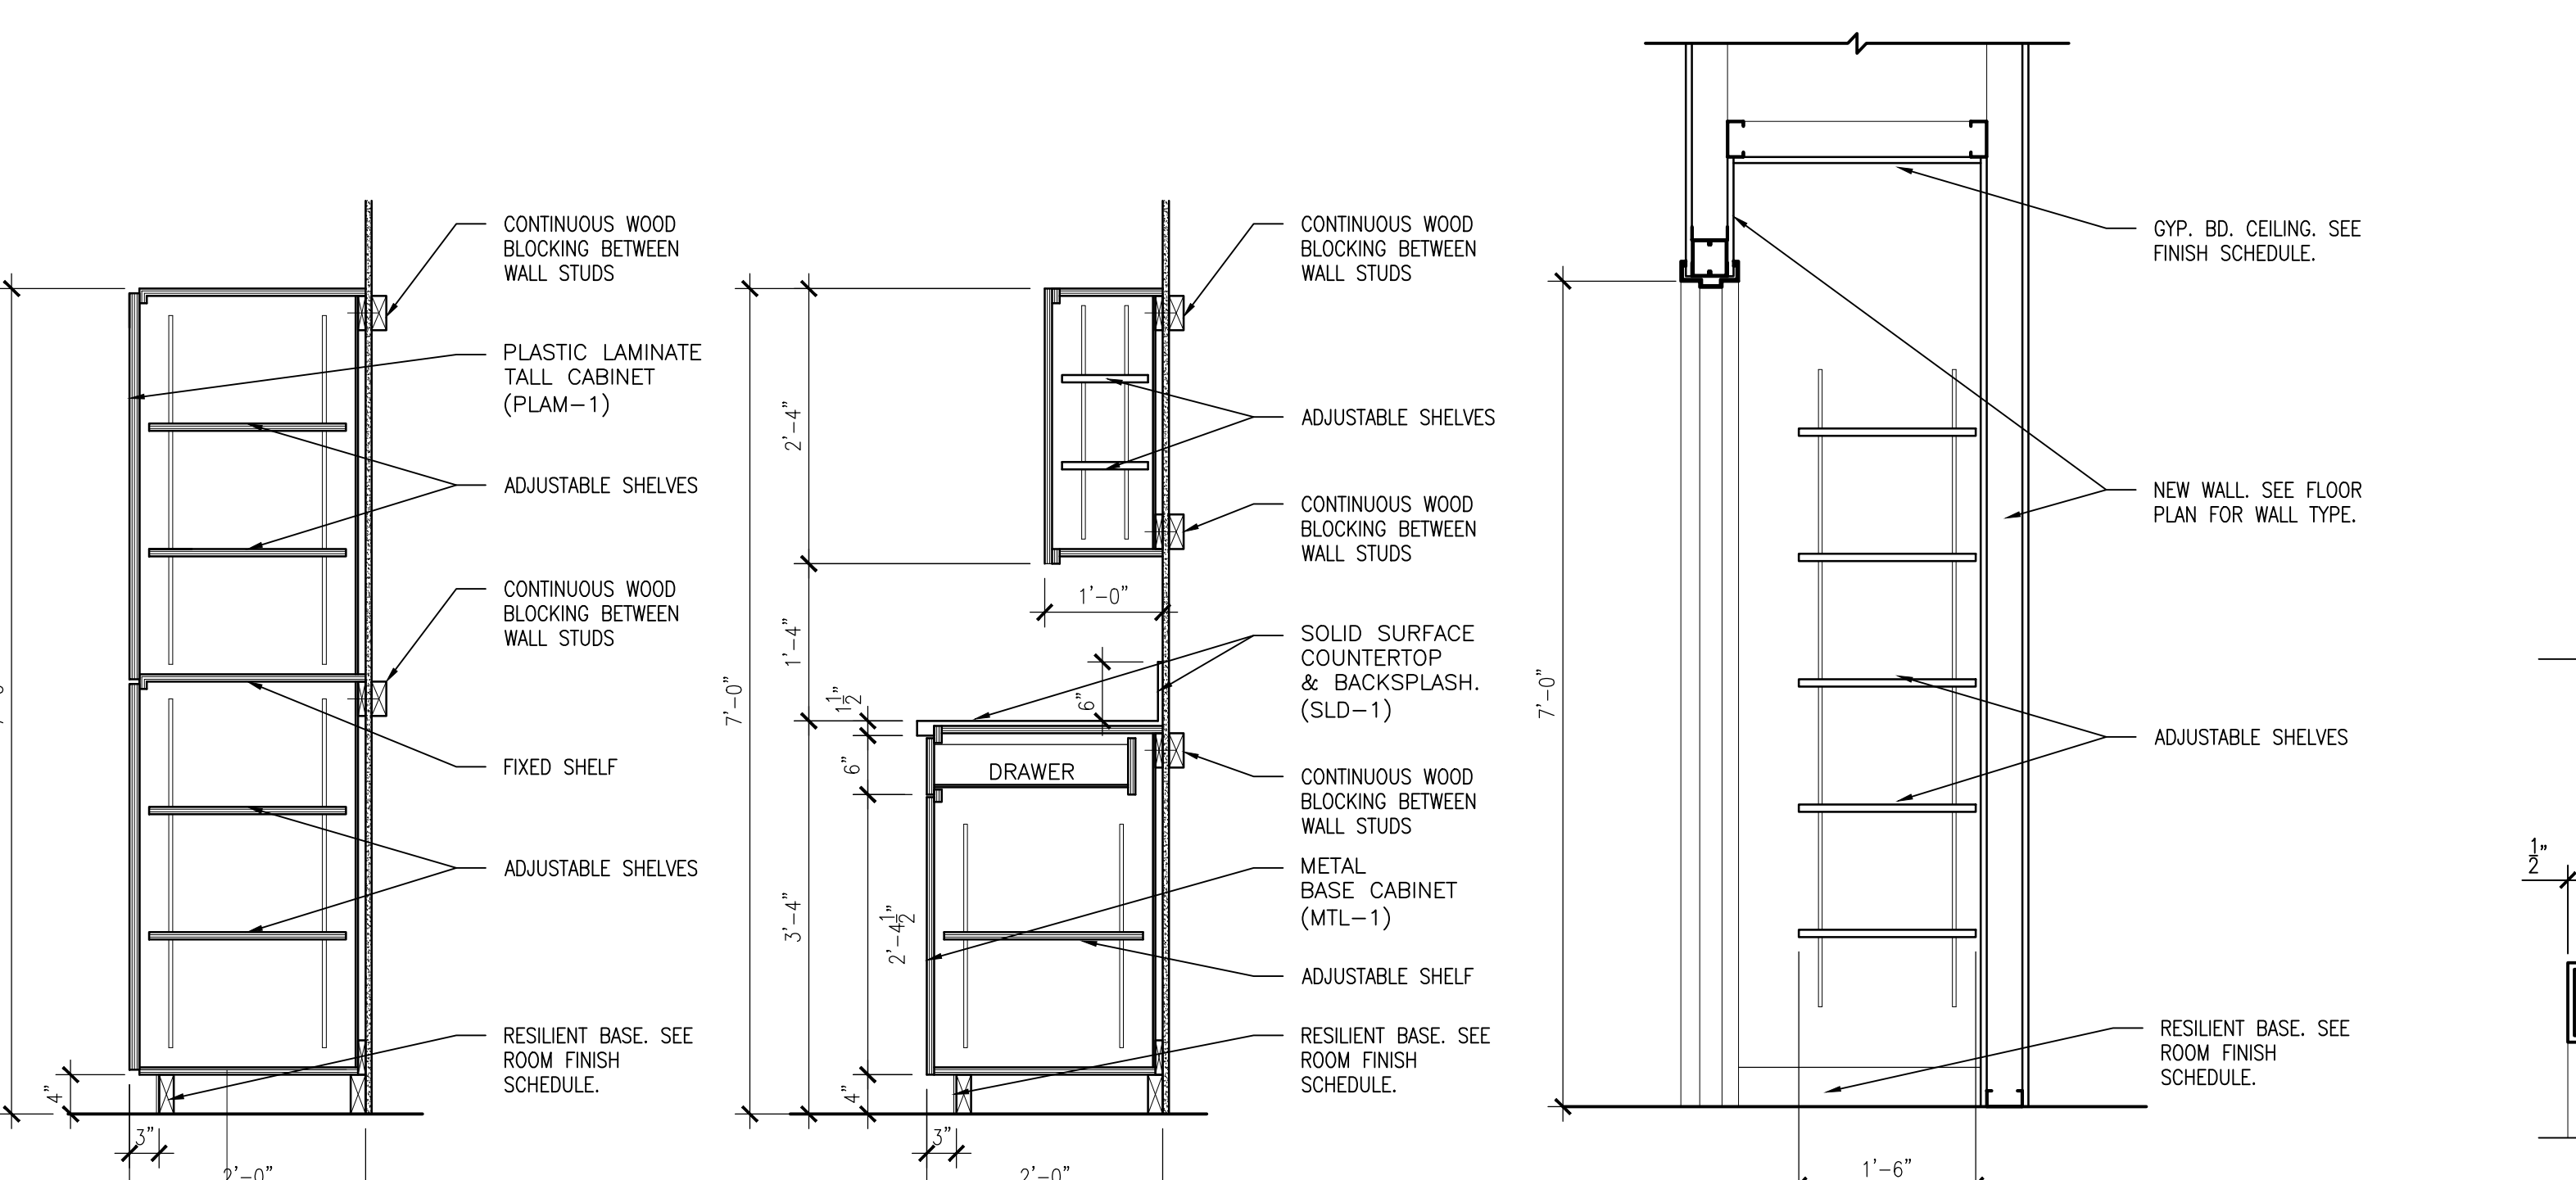 CONTINUOUS WOOD
BLOCKING BETWEEN
WALL STUDS
PLASTIC LAMINATE
TALL CABINET
(PLAM-1)
ADJUSTABLE SHELVES
CONTINUOUS WOOD
BLOCKING BETWEEN
WALL STUDS
FIXED SHELF
ADJUSTABLE SHELVES
RESILIENT BASE. SEE
ROOM FINISH
SCHEDULE.
4"
3"
2'-0"
CONTINUOUS WOOD
BLOCKING BETWEEN
WALL STUDS
ADJUSTABLE SHELVES
CONTINUOUS WOOD
BLOCKING BETWEEN
WALL STUDS
SOLID SURFACE
COUNTERTOP
& BACKSPLASH.
(SLD-1)
CONTINUOUS WOOD
BLOCKING BETWEEN
WALL STUDS
METAL
BASE CABINET
(MTL-1)
ADJUSTABLE SHELF
RESILIENT BASE. SEE
ROOM FINISH
SCHEDULE.
DRAWER
7'-0"
2'-4"
1'-4"
3'-4"
1 1/2"
6"
2'-4 1/2"
4"
1'-0"
6"
3"
2'-0"
GYP. BD. CEILING. SEE
FINISH SCHEDULE.
NEW WALL. SEE FLOOR
PLAN FOR WALL TYPE.
ADJUSTABLE SHELVES
RESILIENT BASE. SEE
ROOM FINISH
SCHEDULE.
7'-0"
1'-6"
1/2"